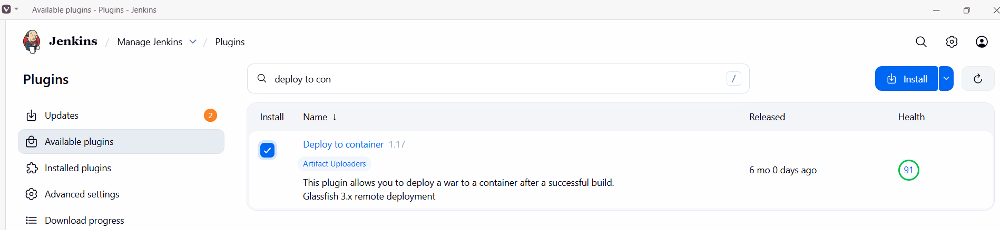 Available plugins - Plugins - Jenkins
Jenkins / Manage Jenkins / Plugins
Plugins
deploy to con /
Install
Updates 2
Available plugins
Installed plugins
Advanced settings
Download progress
Install Name ↓ Released Health
Deploy to container 1.17
Artifact Uploaders
This plugin allows you to deploy a war to a container after a successful build.
Glassfish 3.x remote deployment
6 mo 0 days ago
91